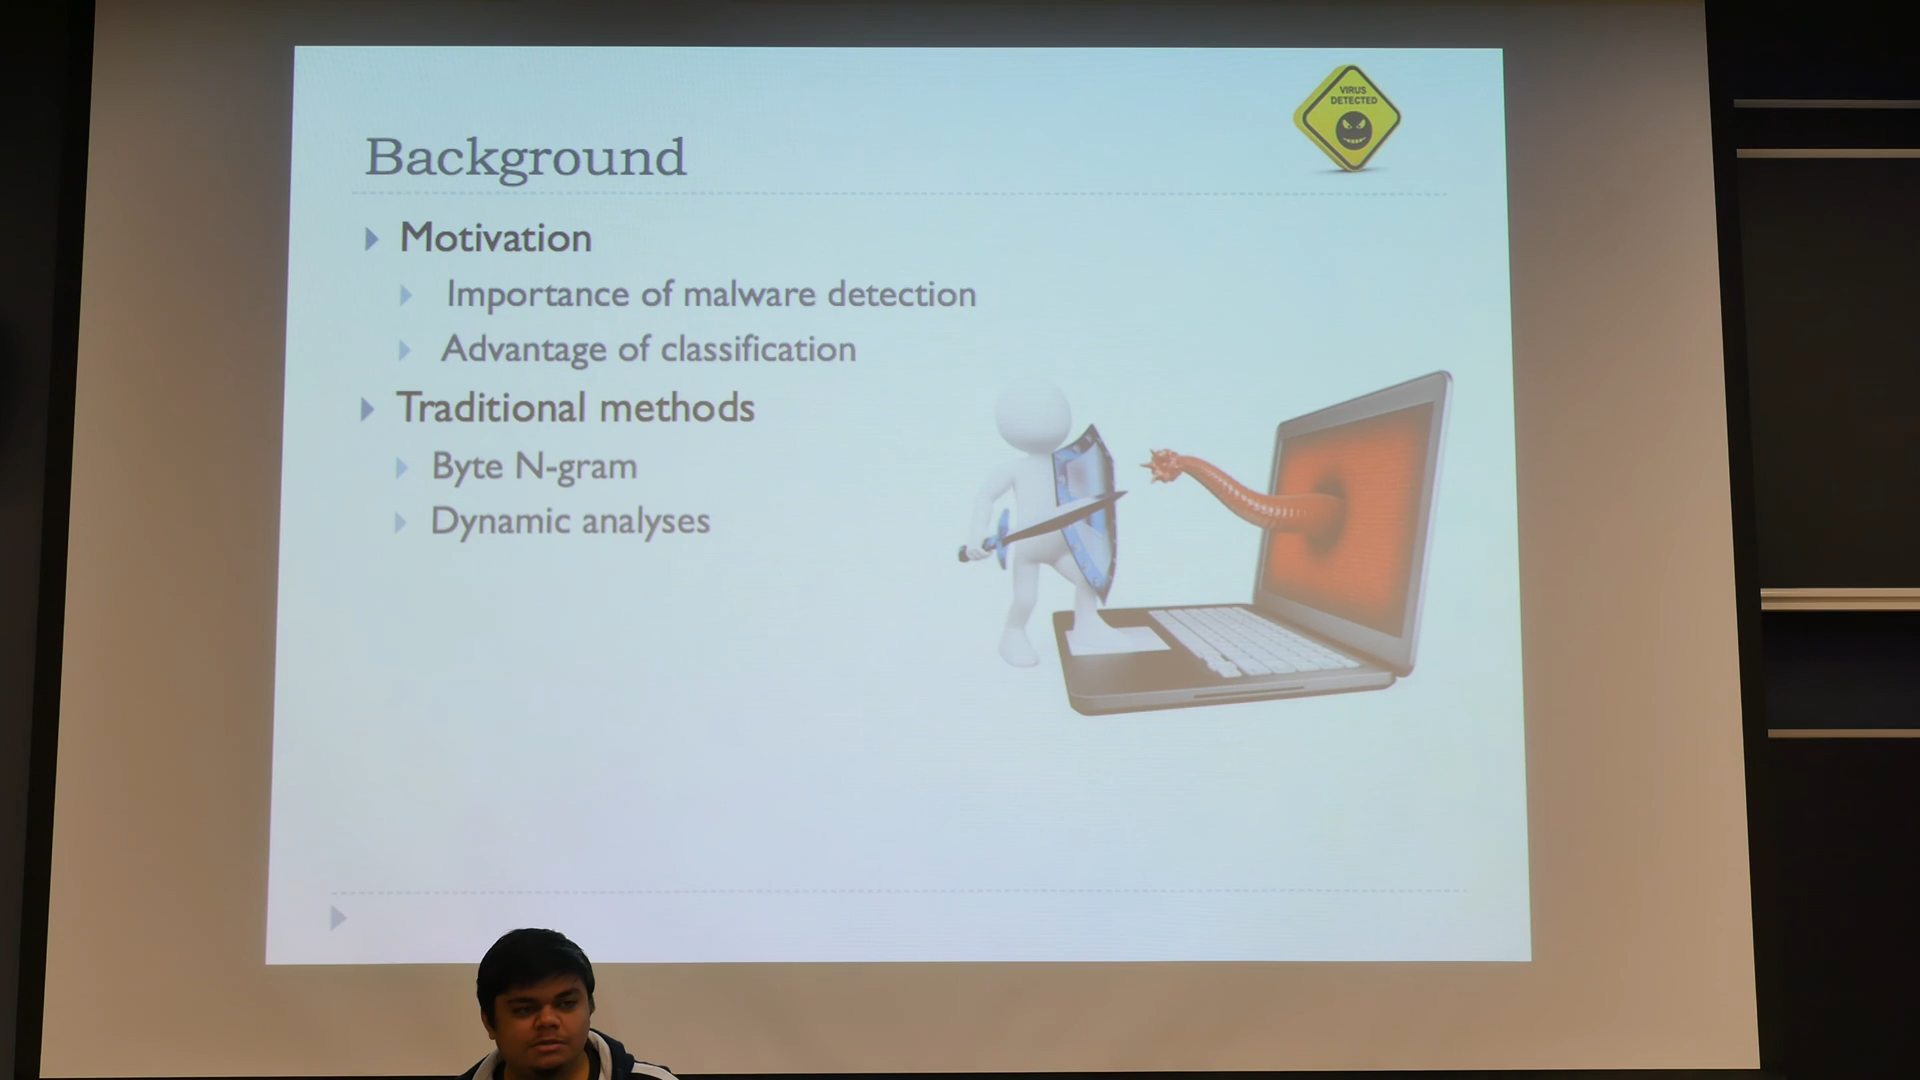 VIRUS
DETECTED
Background
Motivation
Importance of malware detection
Advantage of classification
Traditional methods
Byte N-gram
Dynamic analyses